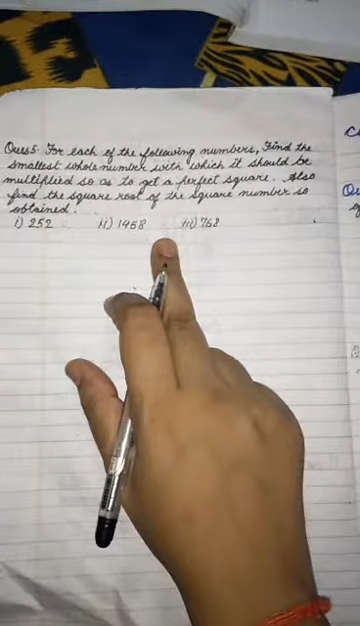 Ques5. For each of the following numbers, Find the
smallest whole number with which it should be
multiplied so as to get a perfect square. Also
find the square root of the square number so
obtained.
i) 252 ii) 1458 iii) 768